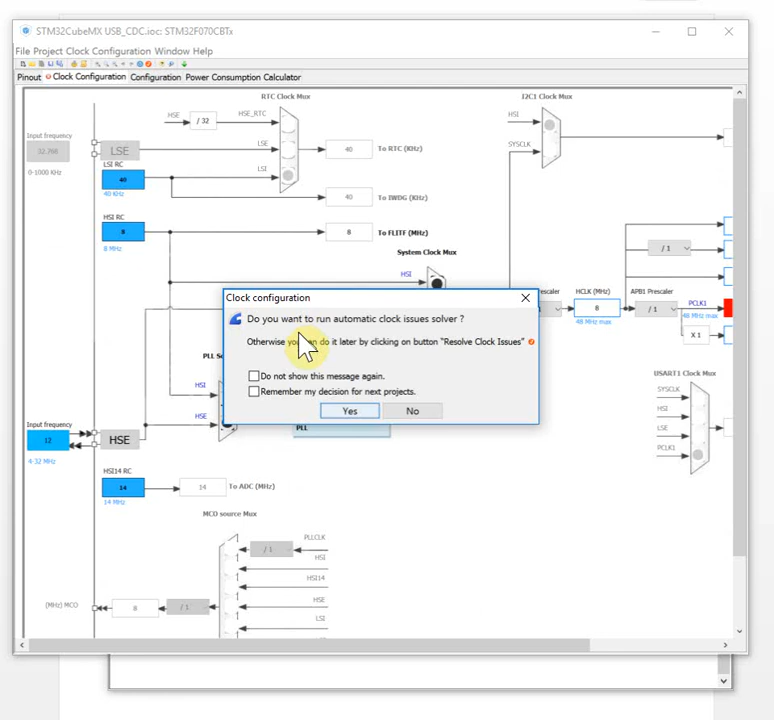 STM32CubeMX USB_CDC.ioc: STM32F070CBTx
File Project Clock Configuration Window Help
Pinout Clock Configuration Configuration Power Consumption Calculator
RTC Clock Mux
I2C1 Clock Mux
HSE
/ 32
HSE_RTC
HSI
Input frequency
32.768
0-1000 KHz
LSE
LSE
40
To RTC (KHz)
SYSCLK
LSI RC
40
40 KHz
LSI
40
To IWDG (KHz)
HSI RC
8
8 MHz
8
To FLITF (MHz)
System Clock Mux
HSI
/ 1
HCLK (MHz)
APB1 Prescaler
8
48 MHz max
/ 1
PCLK1
48 MHz max
X 1
Clock configuration
Do you want to run automatic clock issues solver ?
Otherwise you can do it later by clicking on button "Resolve Clock Issues"
Do not show this message again.
Remember my decision for next projects.
Yes
No
HSI
HSE
PLL
USART1 Clock Mux
SYSCLK
HSI
LSE
PCLK1
Input frequency
12
4-32 MHz
HSE
HSI14 RC
14
14 MHz
14
To ADC (MHz)
MCO source Mux
PLLCLK
/ 1
HSI
HSI14
HSE
LSI
(MHz) MCO
8
/ 1